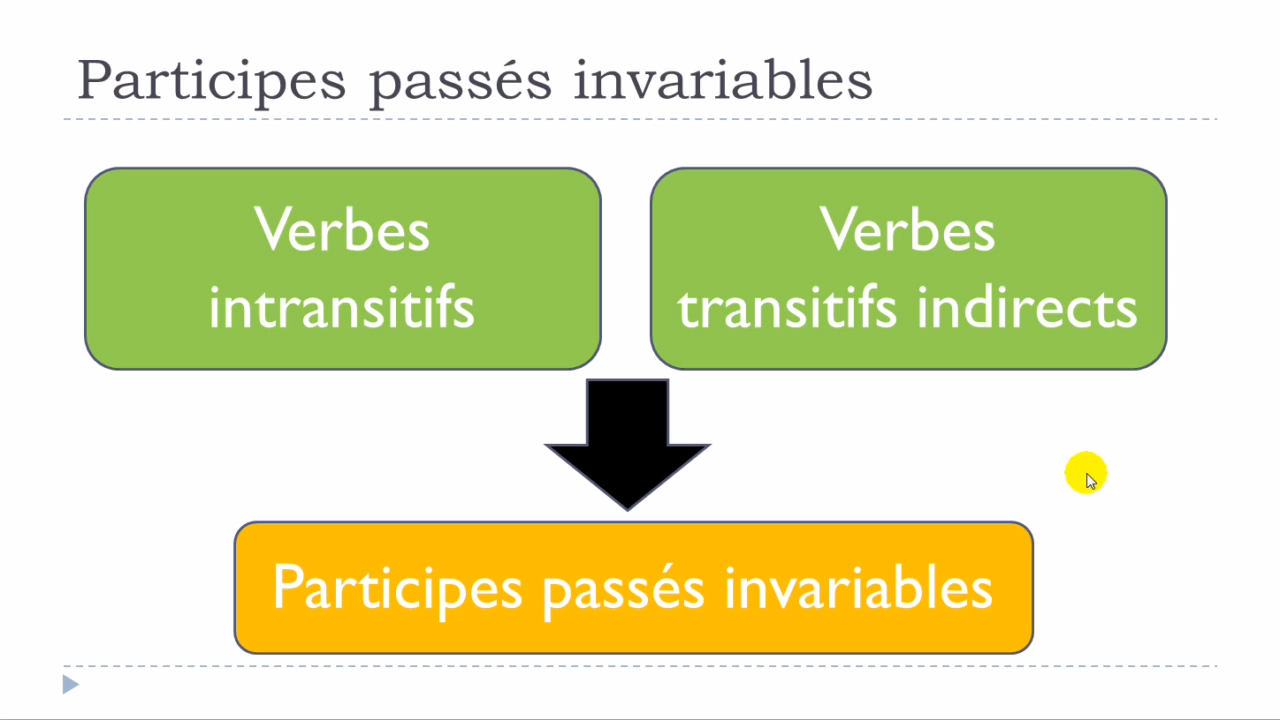 Participes passés invariables
Verbes
intransitifs
Verbes
transitifs indirects
Participes passés invariables